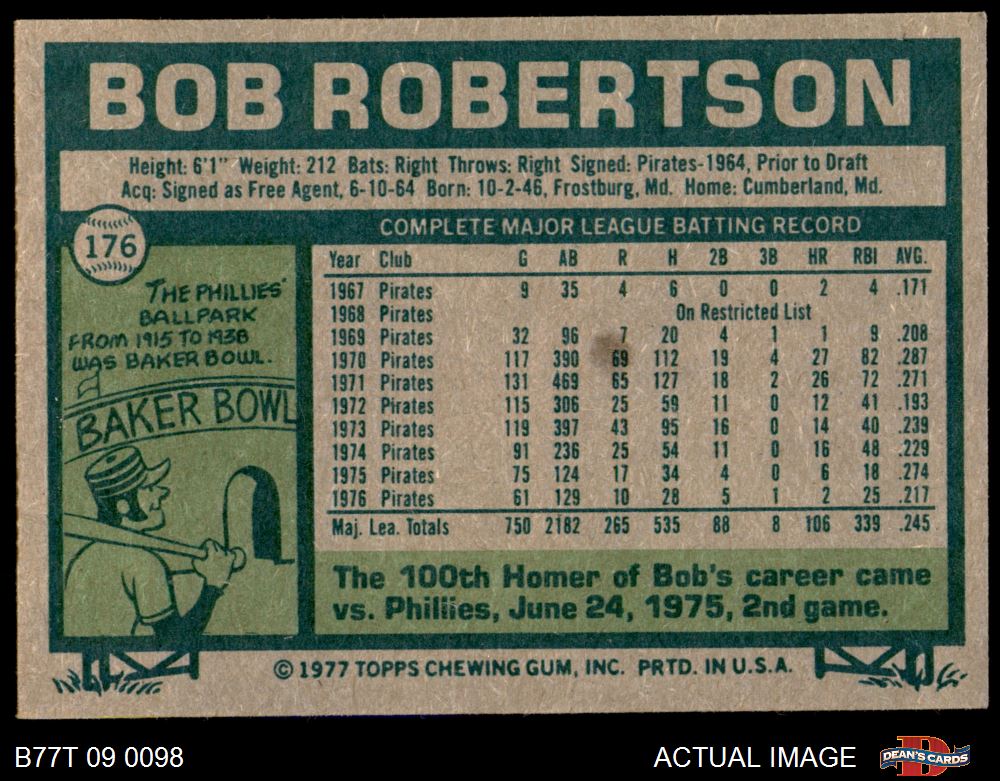 BOB ROBERTSON
Height: 6'1" Weight: 212 Bats: Right Throws: Right Signed: Pirates-1964, Prior to Draft
Acq: Signed as Free Agent, 6-10-64 Born: 10-2-46, Frostburg, Md. Home: Cumberland, Md.
176
THE PHILLIES'
BALLPARK
FROM 1915 TO 1938
WAS BAKER BOWL.
BAKER BOWL
COMPLETE MAJOR LEAGUE BATTING RECORD
Year Club G AB R H 2B 3B HR RBI AVG.
1967 Pirates 9 35 4 6 0 0 2 4 .171
1968 Pirates On Restricted List
1969 Pirates 32 96 7 20 4 1 1 9 .208
1970 Pirates 117 390 69 112 19 4 27 82 .287
1971 Pirates 131 469 65 127 18 2 26 72 .271
1972 Pirates 115 306 25 59 11 0 12 41 .193
1973 Pirates 119 397 43 95 16 0 14 40 .239
1974 Pirates 91 236 25 54 11 0 16 48 .229
1975 Pirates 75 124 17 34 4 0 6 18 .274
1976 Pirates 61 129 10 28 5 1 2 25 .217
Maj. Lea. Totals 750 2182 265 535 88 8 106 339 .245
The 100th Homer of Bob's career came
vs. Phillies, June 24, 1975, 2nd game.
© 1977 TOPPS CHEWING GUM, INC. PRTD. IN U.S.A.
B77T 09 0098
ACTUAL IMAGE
DEAN'S CARDS